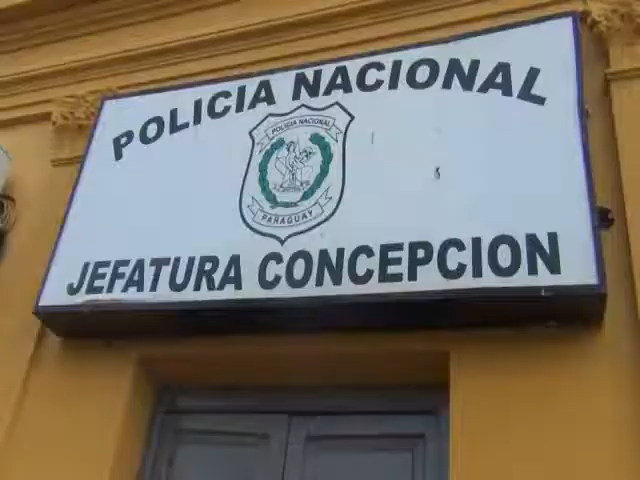 POLICIA NACIONAL
POLICIA NACIONAL
PARAGUAY
JEFATURA CONCEPCION